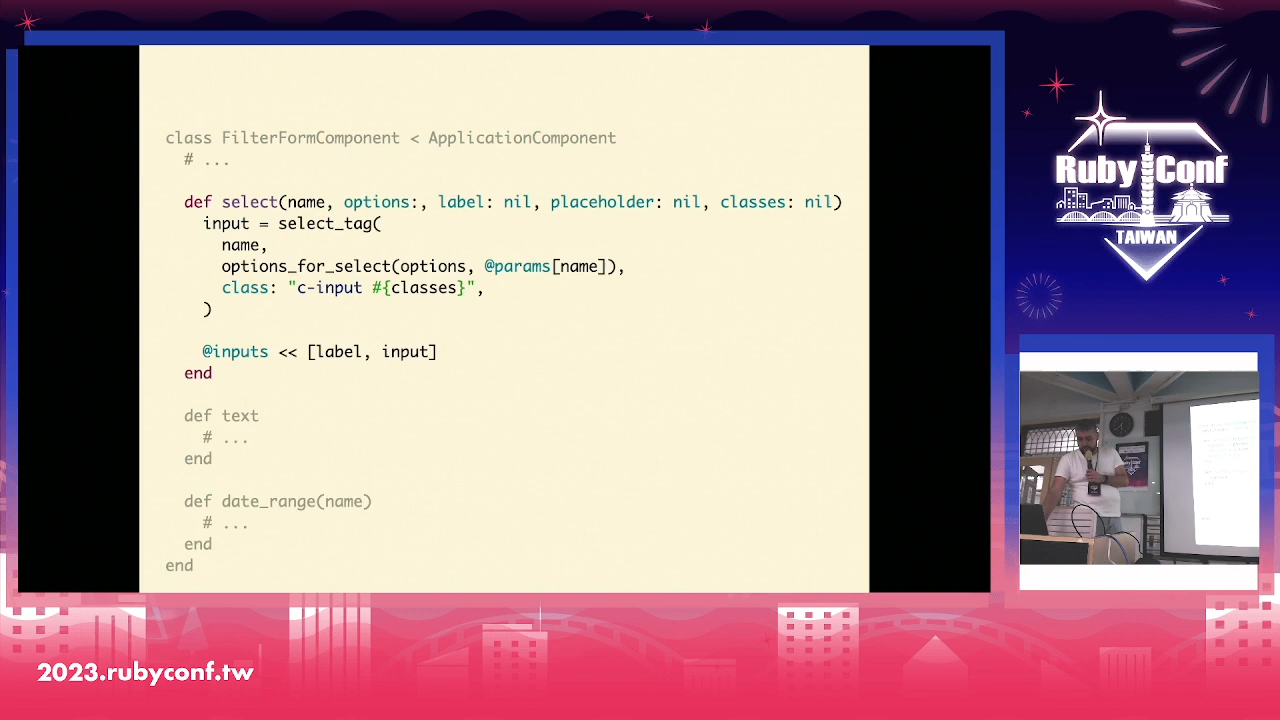 class FilterFormComponent < ApplicationComponent
# ...
def select(name, options:, label: nil, placeholder: nil, classes: nil)
input = select_tag(
name,
options_for_select(options, @params[name]),
class: "c-input #{classes}",
)
@inputs << [label, input]
end
def text
# ...
end
def date_range(name)
# ...
end
end
Ruby Conf
TAIWAN
2023.rubyconf.tw